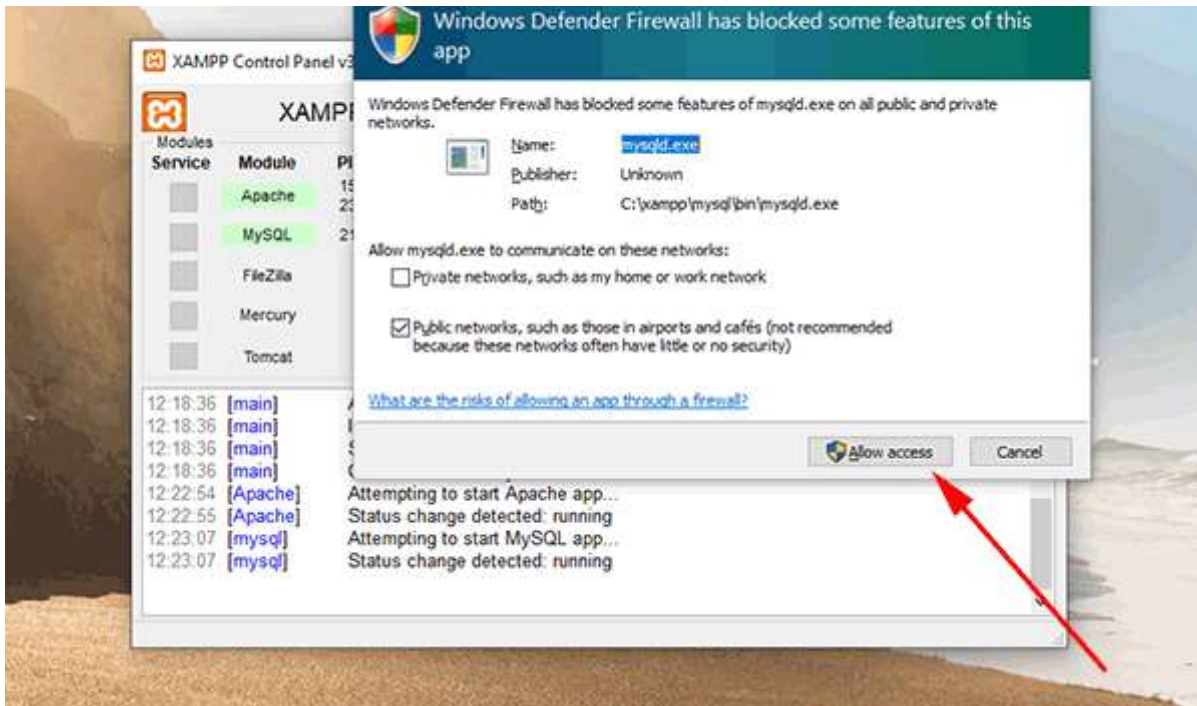 Windows Defender Firewall has blocked some features of this
app
XAMPP Control Panel v3
XAMPP
Modules
Service Module PI
Apache
MySQL 21
FileZilla
Mercury
Tomcat
Windows Defender Firewall has blocked some features of mysqld.exe on all public and private
networks.
Name: mysqld.exe
Publisher: Unknown
Path: C:\xampp\mysql\bin\mysqld.exe
Allow mysqld.exe to communicate on these networks:
Private networks, such as my home or work network
Public networks, such as those in airports and cafés (not recommended
because these networks often have little or no security)
What are the risks of allowing an app through a firewall?
Allow access Cancel
12:18:36 [main]
12:18:36 [main]
12:18:36 [main]
12:18:36 [main]
12:22:54 [Apache] Attempting to start Apache app...
12:22:55 [Apache] Status change detected: running
12:23:07 [mysql] Attempting to start MySQL app...
12:23:07 [mysql] Status change detected: running